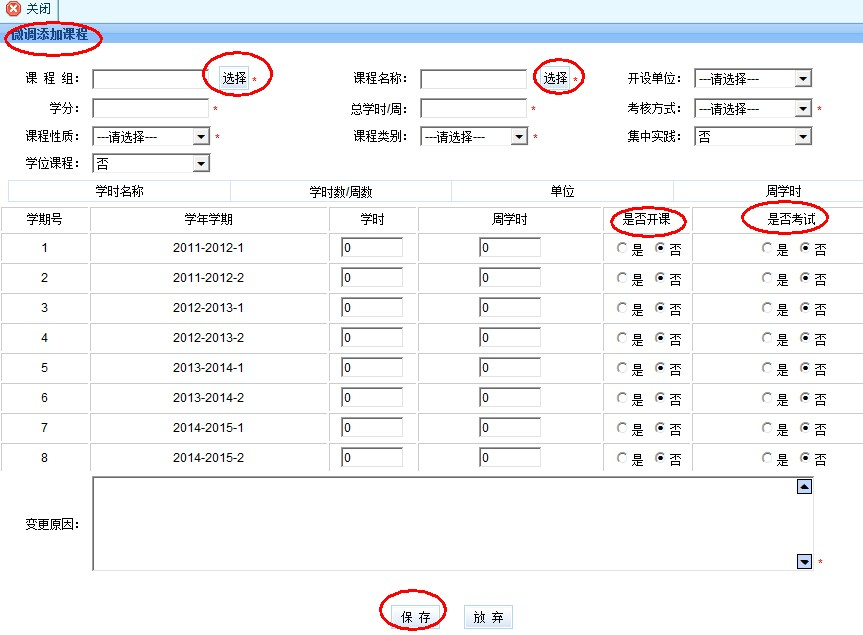 关闭
微调添加课程
课 程 组: 选择 * 课程名称: 选择 * 开设单位: ---请选择---
学分: * 总学时/周: * 考核方式: ---请选择--- *
课程性质: ---请选择--- * 课程类别: ---请选择--- * 集中实践: 否
学位课程: 否
学时名称 学时数/周数 单位 周学时
学期号 学年学期 学时 周学时 是否开课 是否考试
1 2011-2012-1 0 0 是 否 是 否
2 2011-2012-2 0 0 是 否 是 否
3 2012-2013-1 0 0 是 否 是 否
4 2012-2013-2 0 0 是 否 是 否
5 2013-2014-1 0 0 是 否 是 否
6 2013-2014-2 0 0 是 否 是 否
7 2014-2015-1 0 0 是 否 是 否
8 2014-2015-2 0 0 是 否 是 否
变更原因: *
保 存 放 弃